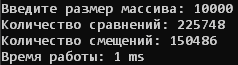 Введите размер массива: 10000
Количество сравнений: 225748
Количество смещений: 150486
Время работы: 1 ms